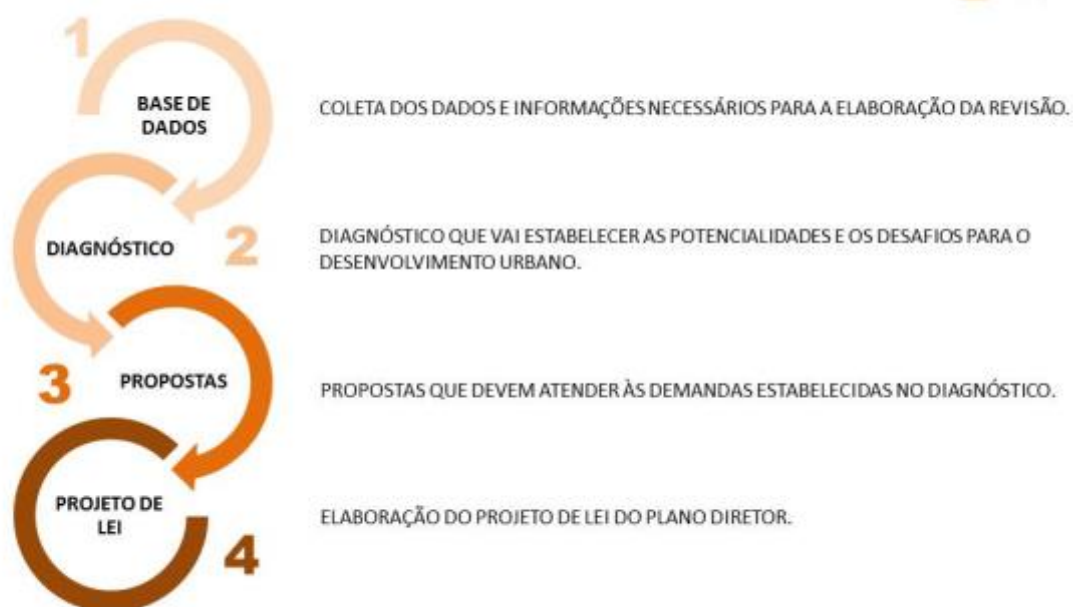 1
BASE DE
DADOS
COLETA DOS DADOS E INFORMAÇÕES NECESSÁRIOS PARA A ELABORAÇÃO DA REVISÃO.
DIAGNÓSTICO
2
DIAGNÓSTICO QUE VAI ESTABELECER AS POTENCIALIDADES E OS DESAFIOS PARA O
DESENVOLVIMENTO URBANO.
3
PROPOSTAS
PROPOSTAS QUE DEVEM ATENDER ÀS DEMANDAS ESTABELECIDAS NO DIAGNÓSTICO.
PROJETO DE
LEI
4
ELABORAÇÃO DO PROJETO DE LEI DO PLANO DIRETOR.